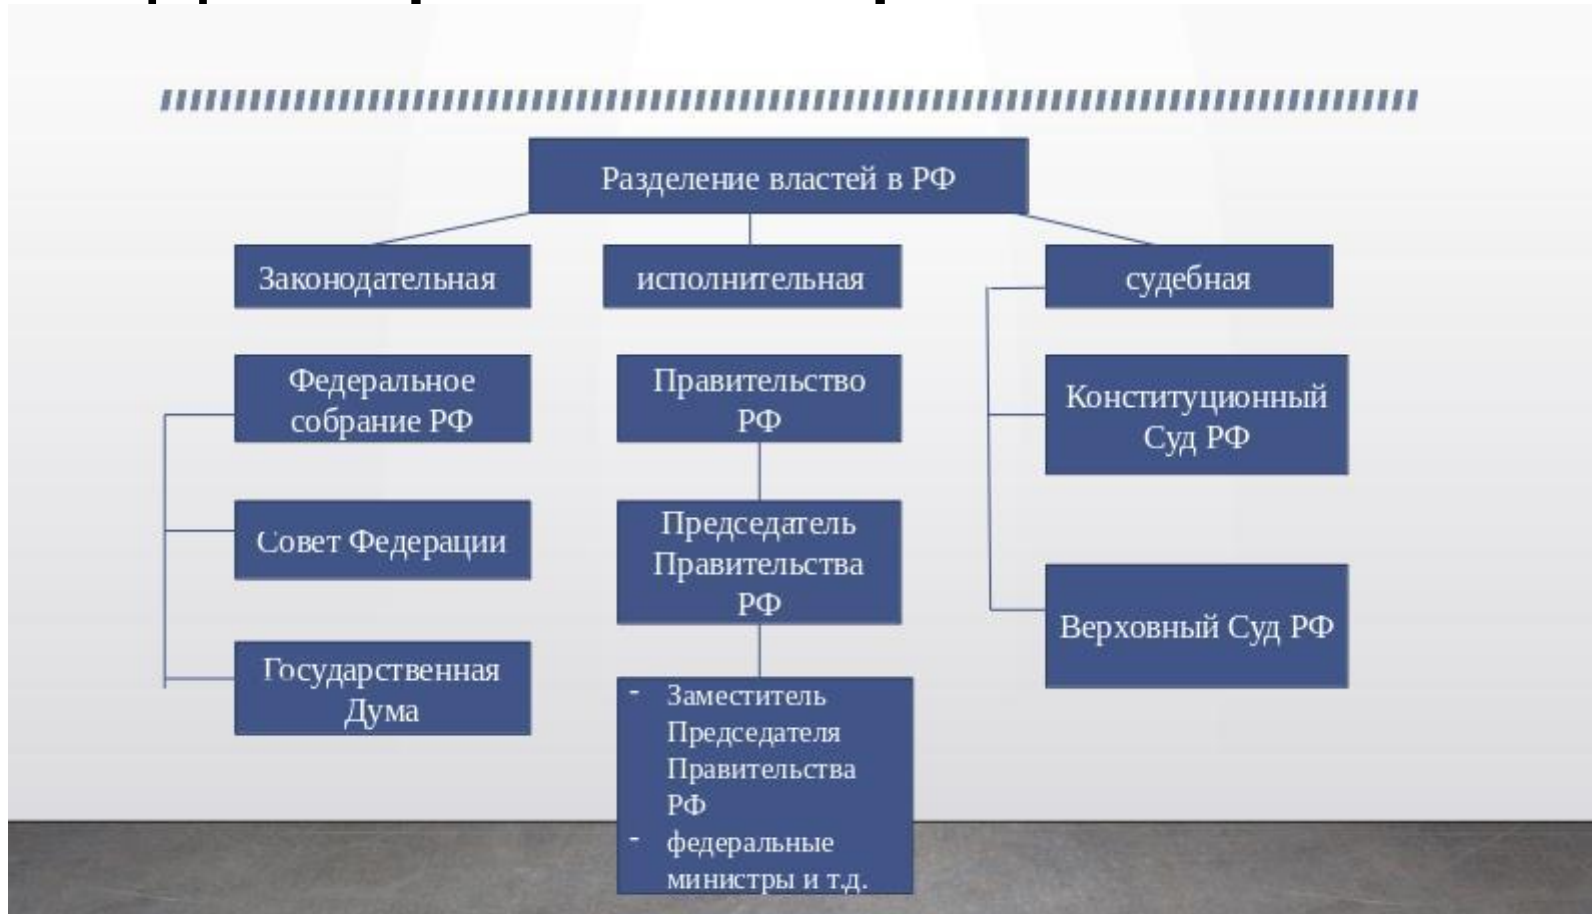 Разделение властей в РФ
Законодательная
исполнительная
судебная
Федеральное
собрание РФ
Правительство
РФ
Конституционный
Суд РФ
Совет Федерации
Председатель
Правительства
РФ
Верховный Суд РФ
Государственная
Дума
- Заместитель
Председателя
Правительства
РФ
- федеральные
министры и т.д.